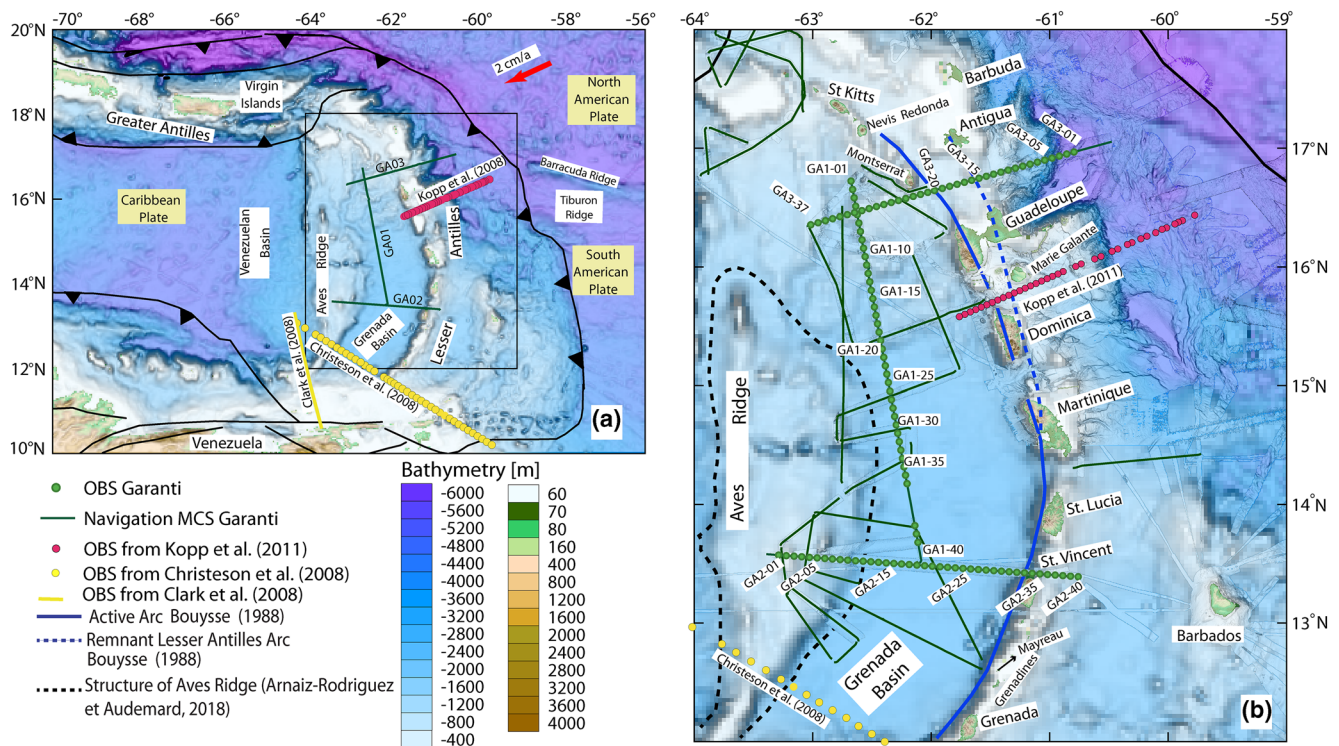 -70°
-68°
-66°
-64°
-62°
-60°
-58°
-56°
20°N
18°N
16°N
14°N
12°N
10°N
2 cm/a
North
American
Plate
Virgin
Islands
Greater Antilles
GA03
Kopp et al. (2008)
Barracuda Ridge
Tiburon
Ridge
Caribbean
Plate
Venezuelan
Basin
Aves Ridge
GA01
Antilles
South
American
Plate
GA02
Grenada
Basin
Lesser
Clark et al. (2008)
Christeson et al. (2008)
Venezuela
(a)
-64°
-63°
-62°
-61°
-60°
-59°
17°N
16°N
15°N
14°N
13°N
Barbuda
St Kitts
Nevis
Redonda
Antigua
GA3-01
GA3-05
GA3-15
GA3-20
Montserrat
GA1-01
GA3-37
Guadeloupe
GA1-10
Marie Galante
GA1-15
Kopp et al. (2011)
Dominica
GA1-20
GA1-25
Martinique
Aves Ridge
GA1-30
GA1-35
St. Lucia
GA1-40
St. Vincent
GA2-01
GA2-05
GA2-15
GA2-25
GA2-35
GA2-40
Barbados
Mayreau
Grenadines
Grenada
Basin
Christeson et al. (2008)
Grenada
(b)
OBS Garanti
Navigation MCS Garanti
OBS from Kopp et al. (2011)
OBS from Christeson et al. (2008)
OBS from Clark et al. (2008)
Active Arc Bouysse (1988)
Remnant Lesser Antilles Arc
Bouysse (1988)
Structure of Aves Ridge (Arnaiz-Rodriguez
et Audemard, 2018)
Bathymetry [m]
-6000
-5600
-5200
-4800
-4400
-4000
-3600
-3200
-2800
-2400
-2000
-1600
-1200
-800
-400
60
70
80
160
400
800
1200
1600
2000
2400
2800
3200
3600
4000